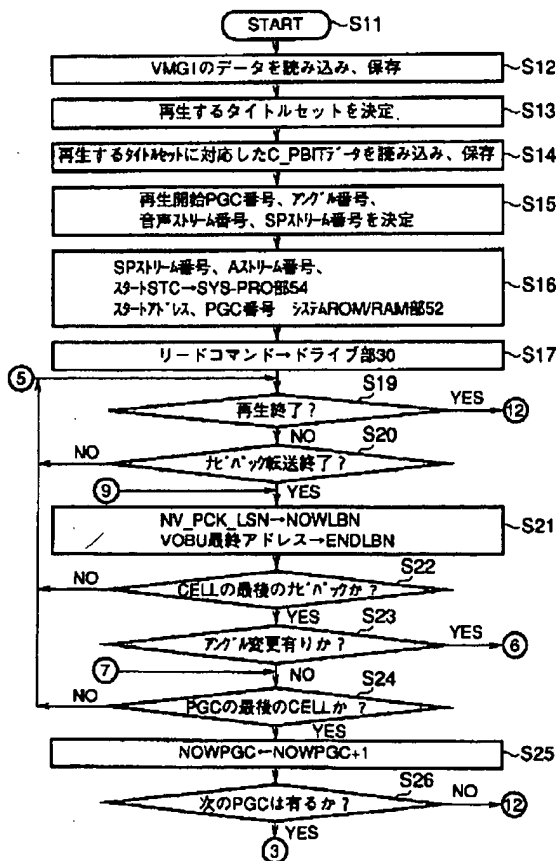 START
S11
VMGIのデータを読み込み、保存
S12
再生するタイトルセットを決定
S13
再生するタイトルセットに対応したC_PBITデータを読み込み、保存
S14
再生開始PGC番号、アングル番号、
音声ストリーム番号、SPストリーム番号を決定
S15
SPストリーム番号、Aストリーム番号、
スタートSTC→SYS-PRO部54
スタートアドレス、PGC番号 システムROM/RAM部52
S16
リードコマンド→ドライブ部30
S17
⑤
S19
再生終了?
YES
⑫
NO
S20
ナビパック転送終了?
NO
YES
⑨
NV_PCK_LSN→NOWLBN
VOBU最終アドレス→ENDLBN
S21
S22
CELLの最後のナビパックか?
NO
YES
S23
アングル変更有りか?
YES
⑥
⑦
NO
S24
PGCの最後のCELLか?
NO
YES
NOWPGC←NOWPGC+1
S25
S26
次のPGCは有るか?
NO
⑫
YES
③